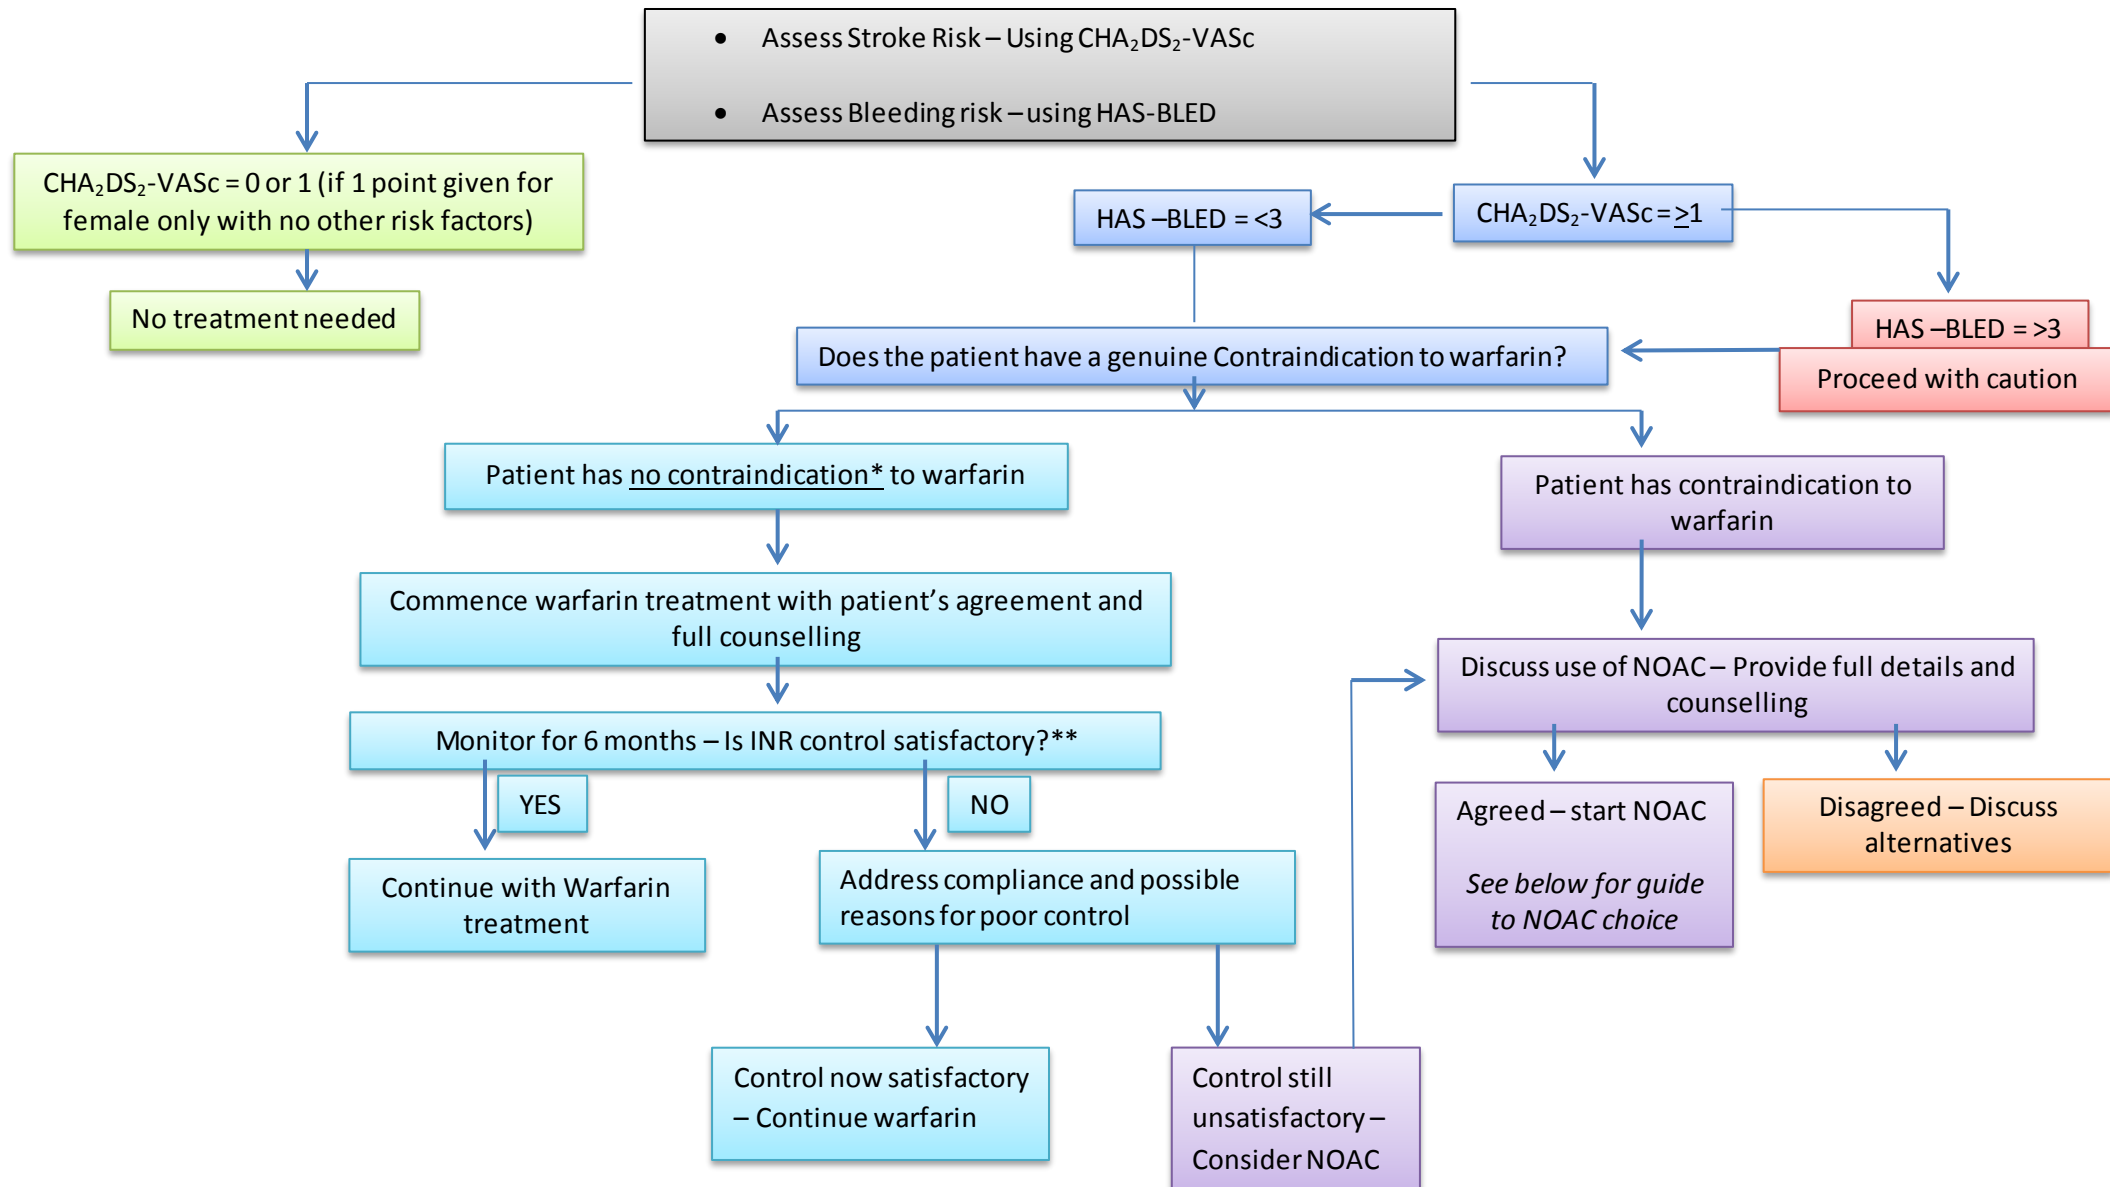 • Assess Stroke Risk – Using CHA₂DS₂-VASc
• Assess Bleeding risk – using HAS-BLED
CHA₂DS₂-VASc = 0 or 1 (if 1 point given for
female only with no other risk factors)
HAS –BLED = <3
CHA₂DS₂-VASc = ≥1
No treatment needed
HAS –BLED = >3
Does the patient have a genuine Contraindication to warfarin?
Proceed with caution
Patient has no contraindication* to warfarin
Patient has contraindication to
warfarin
Commence warfarin treatment with patient’s agreement and
full counselling
Discuss use of NOAC – Provide full details and
counselling
Monitor for 6 months – Is INR control satisfactory?**
YES
NO
Agreed – start NOAC
See below for guide
to NOAC choice
Disagreed – Discuss
alternatives
Continue with Warfarin
treatment
Address compliance and possible
reasons for poor control
Control now satisfactory
– Continue warfarin
Control still
unsatisfactory –
Consider NOAC